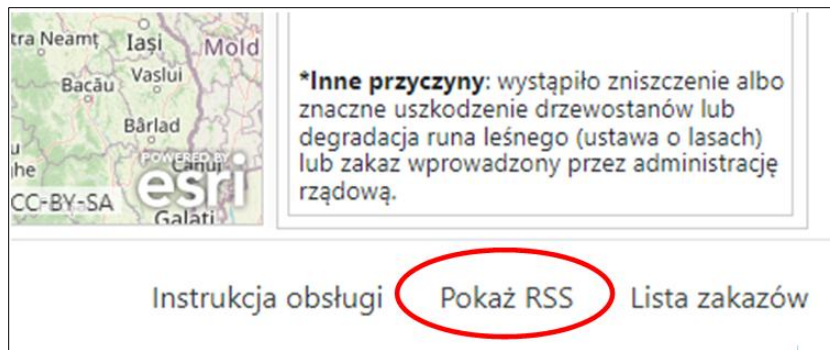 tra Neamț
Iași
Mold
Bacău
Vaslui
Bârlad
u
he
POWERED BY
esri
CC-BY-SA
Galați
*Inne przyczyny: wystąpiło zniszczenie albo
znaczne uszkodzenie drzewostanów lub
degradacja runa leśnego (ustawa o lasach)
lub zakaz wprowadzony przez administrację
rządową.
Instrukcja obsługi Pokaż RSS Lista zakazów